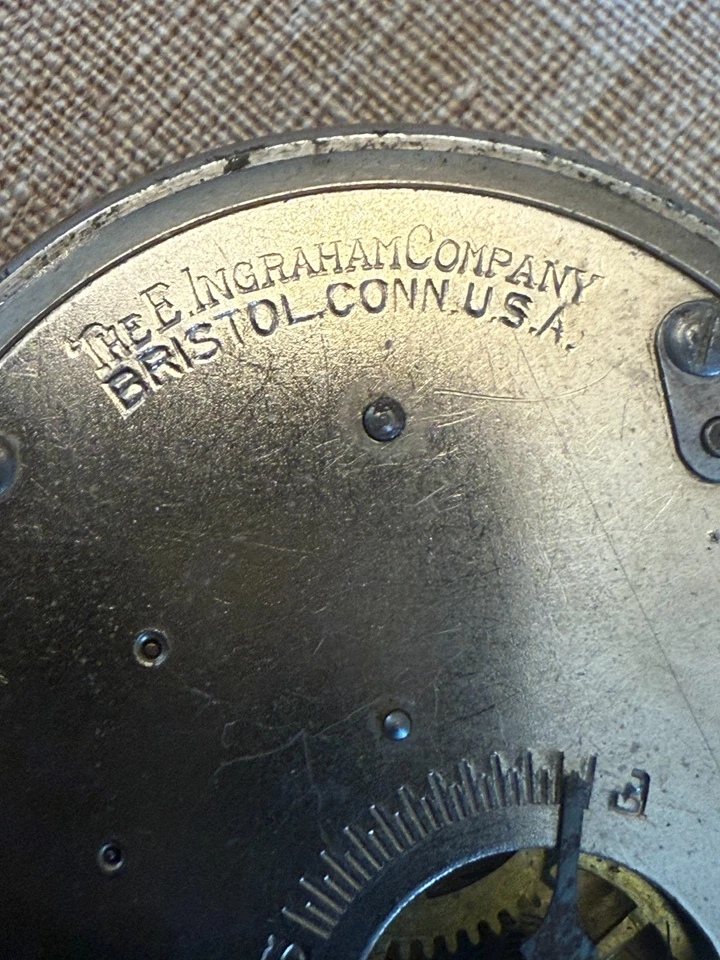 THE E. INGRAHAM COMPANY
BRISTOL.CONN.U.S.A.
S
F